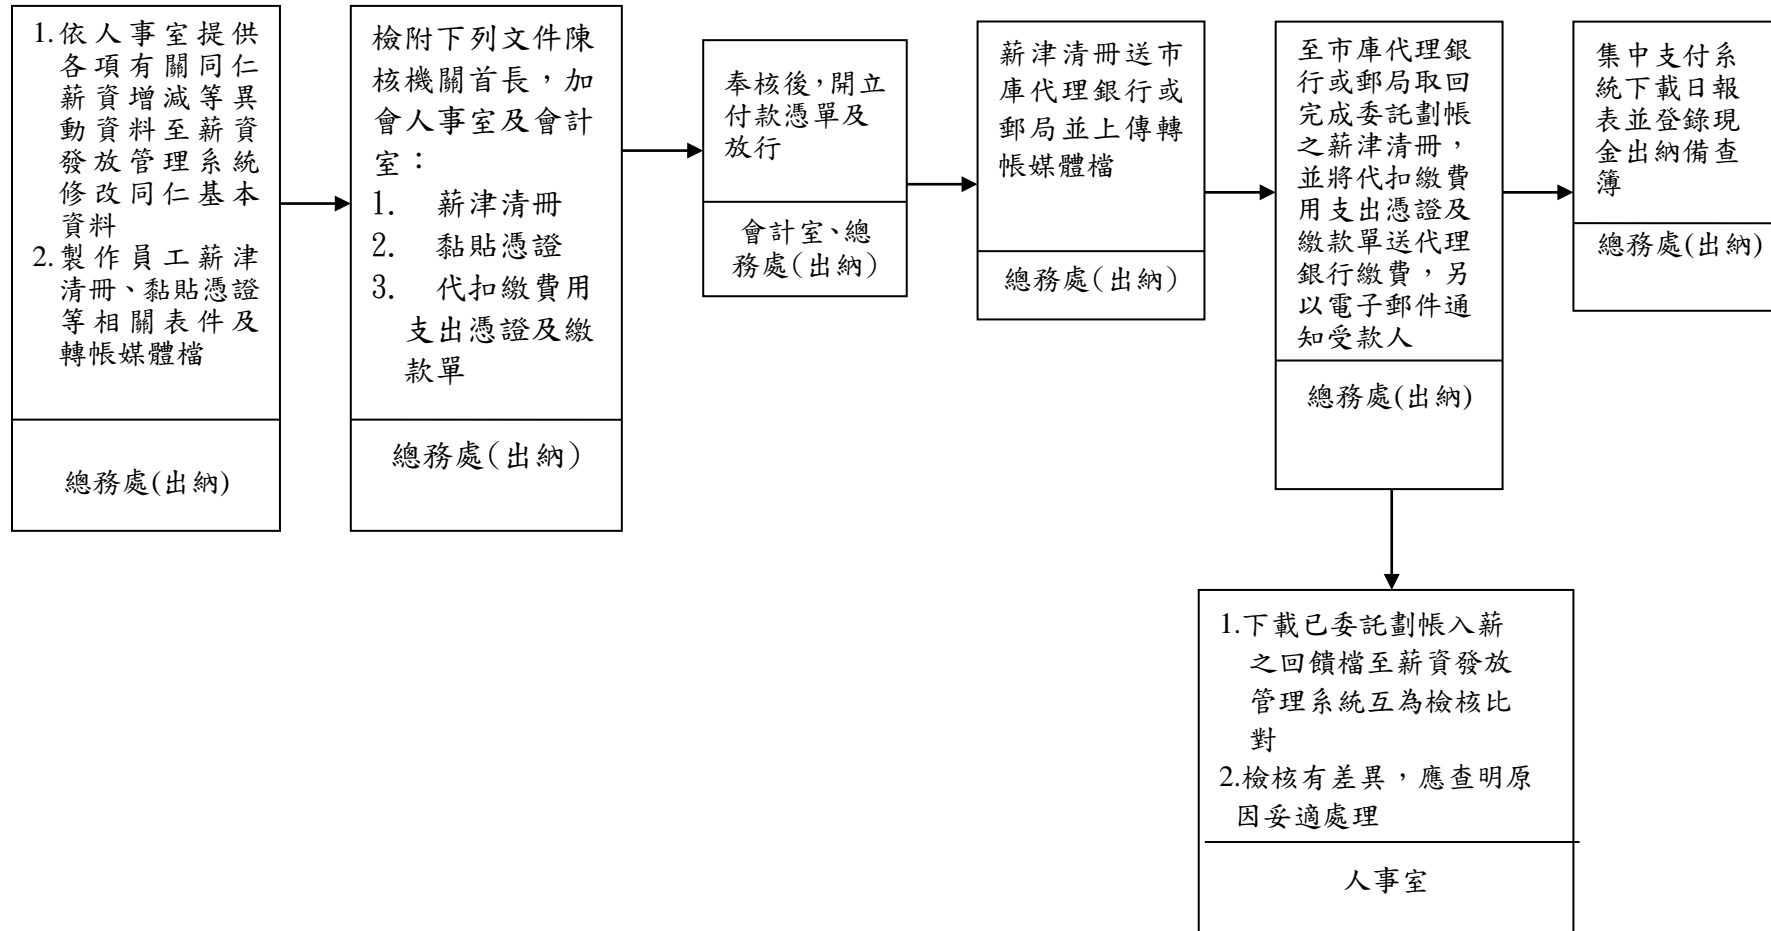 1.依人事室提供
各項有關同仁
薪資增減等異
動資料至薪資
發放管理系統
修改同仁基本
資料
2.製作員工薪津
清冊、黏貼憑證
等相關表件及
轉帳媒體檔
總務處(出納)
檢附下列文件陳
核機關首長，加
會人事室及會計
室：
1. 薪津清冊
2. 黏貼憑證
3. 代扣繳費用
支出憑證及繳
款單
總務處(出納)
奉核後，開立
付款憑單及
放行
會計室、總
務處(出納)
薪津清冊送市
庫代理銀行或
郵局並上傳轉
帳媒體檔
總務處(出納)
至市庫代理銀
行或郵局取回
完成委託劃帳
之薪津清冊，
並將代扣繳費
用支出憑證及
繳款單送代理
銀行繳費，另
以電子郵件通
知受款人
總務處(出納)
集中支付系
統下載日報
表並登錄現
金出納備查
簿
總務處(出納)
1.下載已委託劃帳入薪
之回饋檔至薪資發放
管理系統互為檢核比
對
2.檢核有差異，應查明原
因妥適處理
人事室